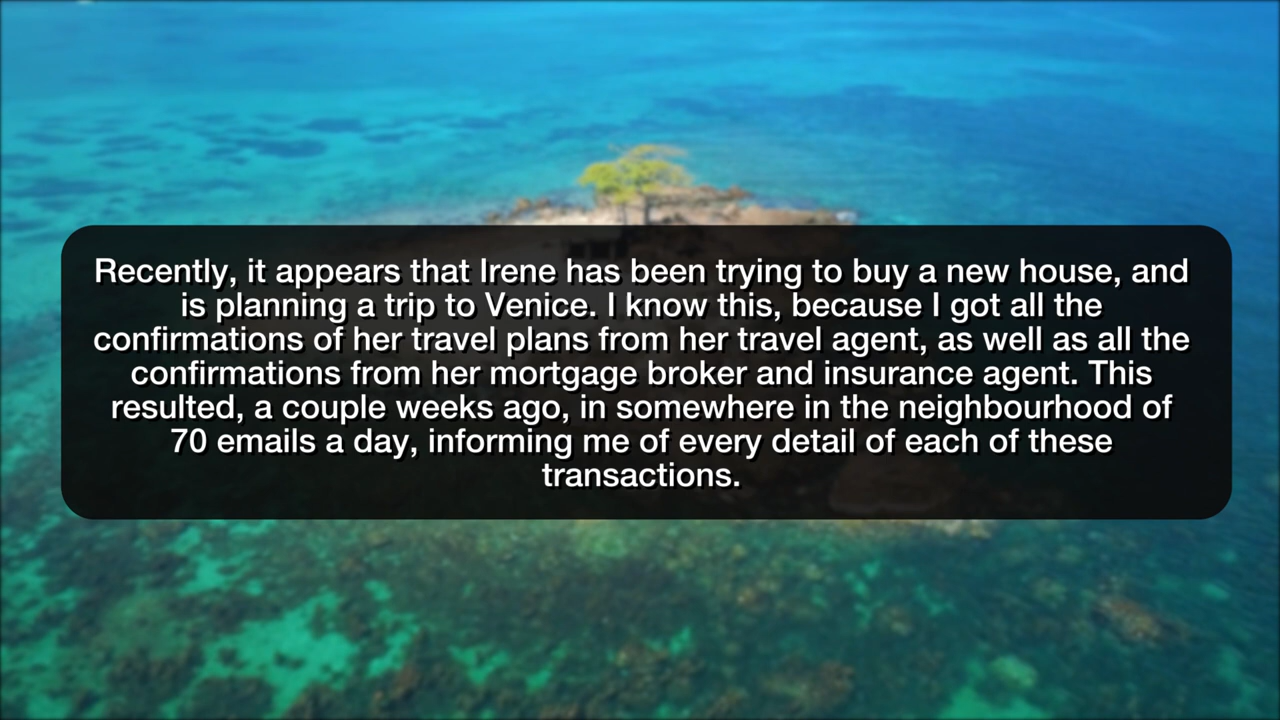 Recently, it appears that Irene has been trying to buy a new house, and
is planning a trip to Venice. I know this, because I got all the
confirmations of her travel plans from her travel agent, as well as all the
confirmations from her mortgage broker and insurance agent. This
resulted, a couple weeks ago, in somewhere in the neighbourhood of
70 emails a day, informing me of every detail of each of these
transactions.